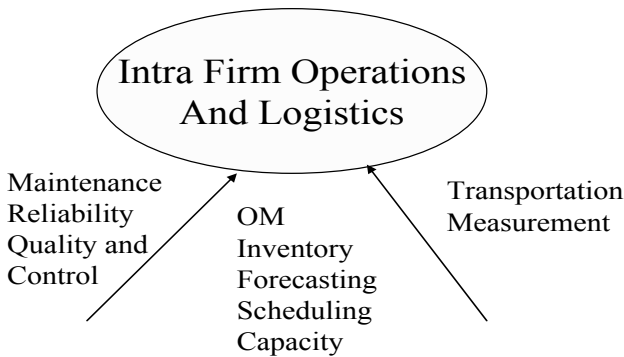 Intra Firm Operations
And Logistics
Maintenance
Reliability
Quality and
Control
OM
Inventory
Forecasting
Scheduling
Capacity
Transportation
Measurement